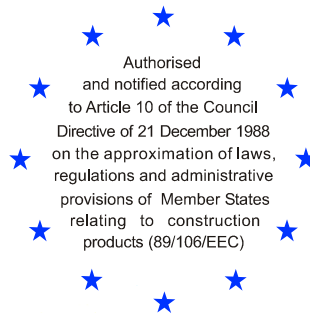 Authorised
and notified according
to Article 10 of the Council
Directive of 21 December 1988
on the approximation of laws,
regulations and administrative
provisions of Member States
relating to construction
products (89/106/EEC)